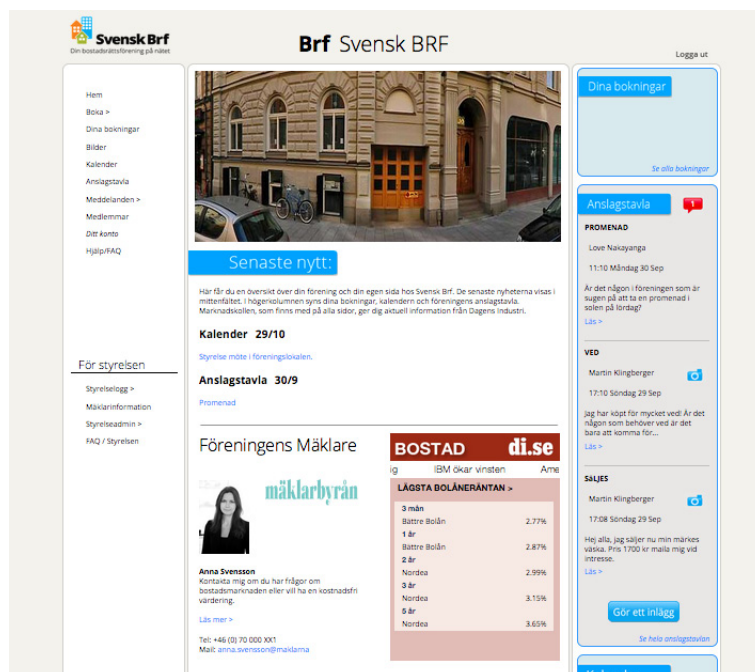 Svensk Brf
Din bostadsrättsförening på nätet
Brf Svensk BRF
Logga ut
Hem
Boka >
Dina bokningar
Bilder
Kalender
Anslagstavla
Meddelanden >
Medlemmar
Ditt konto
Hjälp/FAQ
För styrelsen
Styrelselogg >
Mäklarinformation
Styrelseadmin >
FAQ / Styrelsen
Senaste nytt:
Här får du en översikt över din förening och din egen sida hos Svensk Brf. De senaste nyheterna visas i
mittenfältet. I högerkolumnen syns dina bokningar, kalendern och föreningens anslagstavla.
Marknadskollen, som finns med på alla sidor, ger dig aktuell information från Dagens Industri.
Kalender 29/10
Styrelse möte i föreningslokalen.
Anslagstavla 30/9
Promenad
Föreningens Mäklare
mäklarbyrån
Anna Svensson
Kontakta mig om du har frågor om
bostadsmarknaden eller vill ha en kostnadsfri
värdering.
Läs mer >
Tel: +46 (0) 70 000 XX1
Mail: anna.svensson@maklarna
BOSTAD di.se
ig IBM ökar vinsten Ame
LÄGSTA BOLÅNERÄNTAN >
3 mån
Bättre Bolån 2.77%
1 år
Bättre Bolån 2.87%
2 år
Nordea 2.99%
3 år
Nordea 3.15%
5 år
Nordea 3.65%
Dina bokningar
Se alla bokningar
Anslagstavla 1
PROMENAD
Love Nakayanga
11:10 Måndag 30 Sep
Är det någon i föreningen som är
sugen på att ta en promenad i
solen på lördag?
Läs >
VED
Martin Klingberger
17:10 Söndag 29 Sep
Jag har köpt för mycket ved! Är det
någon som behöver ved är det
bara att komma för...
Läs >
SÄLJES
Martin Klingberger
17:08 Söndag 29 Sep
Hej alla, jag säljer nu min märkes
väska. Pris 1700 kr maila mig vid
intresse.
Läs >
Gör ett inlägg
Se hela anslagstavlan